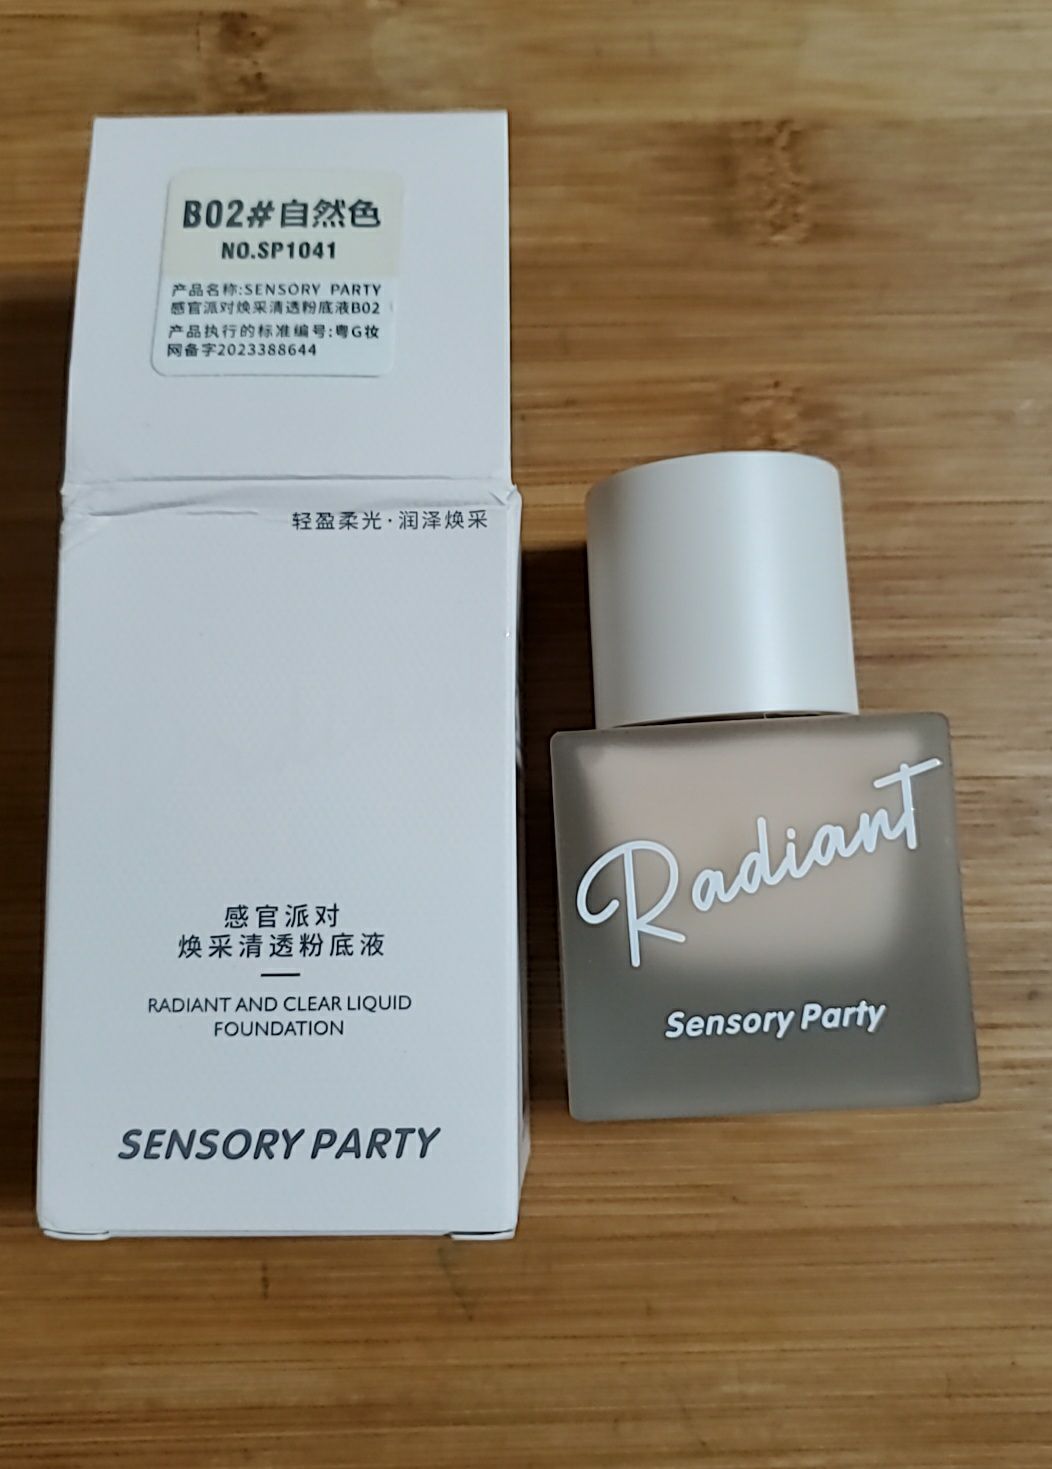 B02#自然色
NO.SP1041
产品名称:SENSORY PARTY
感官派对焕采清透粉底液B02
产品执行的标准编号:粤G妆
网备字2023388644
轻盈柔光·润泽焕采
感官派对
焕采清透粉底液
RADIANT AND CLEAR LIQUID
FOUNDATION
SENSORY PARTY
Radiant
Sensory Party